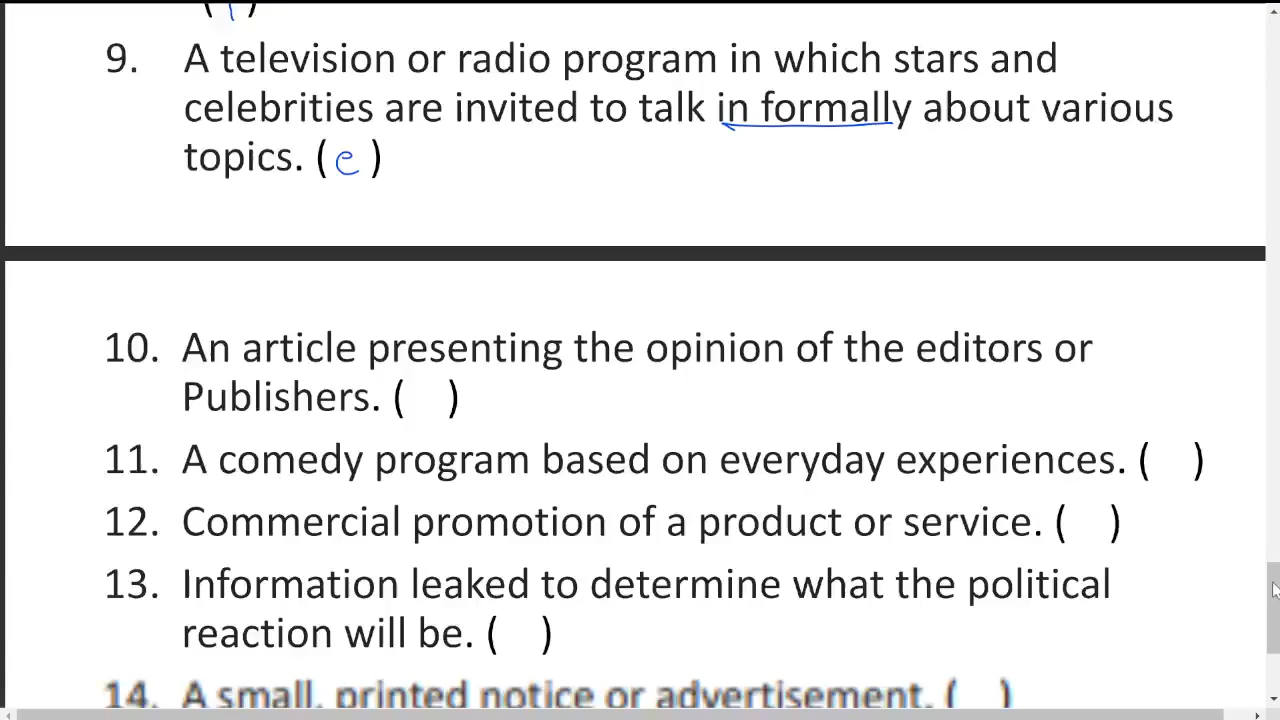 9. A television or radio program in which stars and
celebrities are invited to talk in formally about various
topics. ( e )
10. An article presenting the opinion of the editors or
Publishers. ( )
11. A comedy program based on everyday experiences. ( )
12. Commercial promotion of a product or service. ( )
13. Information leaked to determine what the political
reaction will be. ( )
14. A small, printed notice or advertisement. ( )